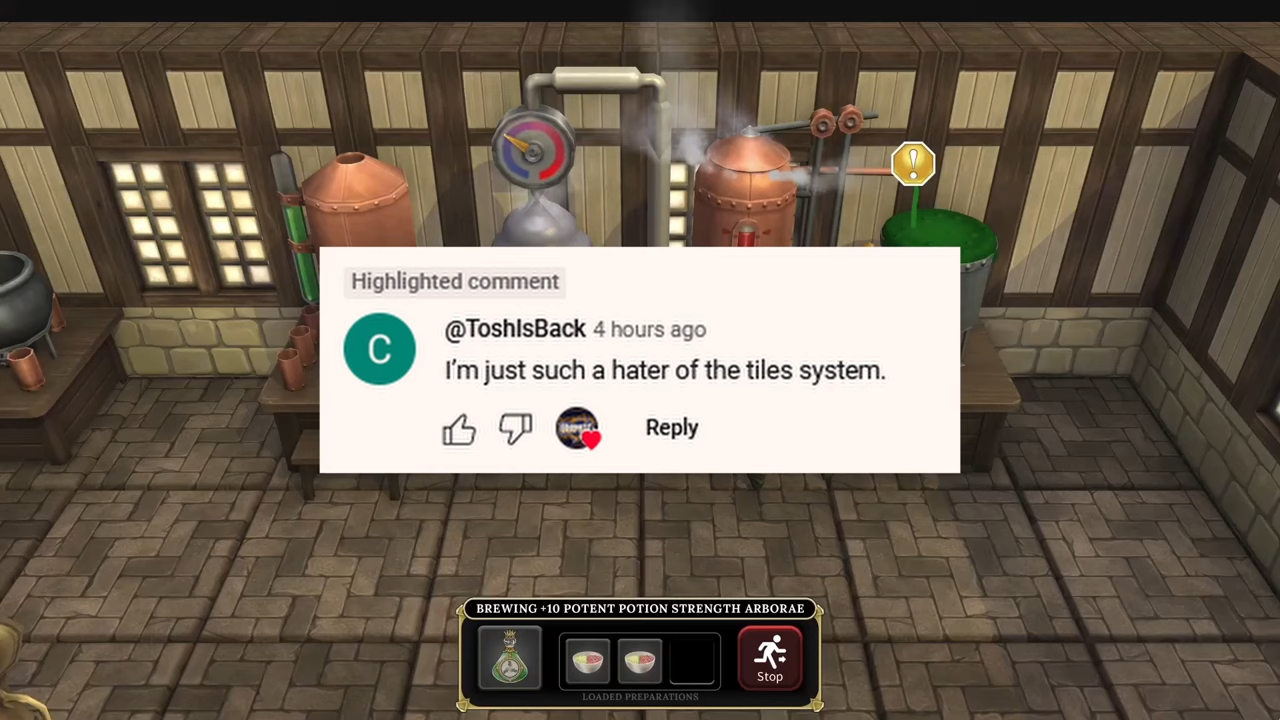 Highlighted comment
C
@ToshIsBack 4 hours ago
I'm just such a hater of the tiles system.
Reply
BREWING +10 POTENT POTION STRENGTH ARBORAE
Stop
LOADED PREPARATIONS